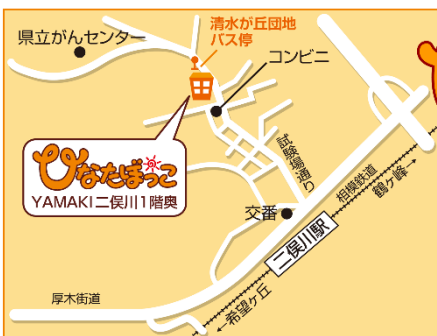 清水が丘団地
バス停
県立がんセンター
コンビニ
ひなたぼっこ
YAMAKI二俣川1階奥
試験場通り
交番
相模鉄道
鶴ヶ峰
二俣川駅
希望ヶ丘
厚木街道